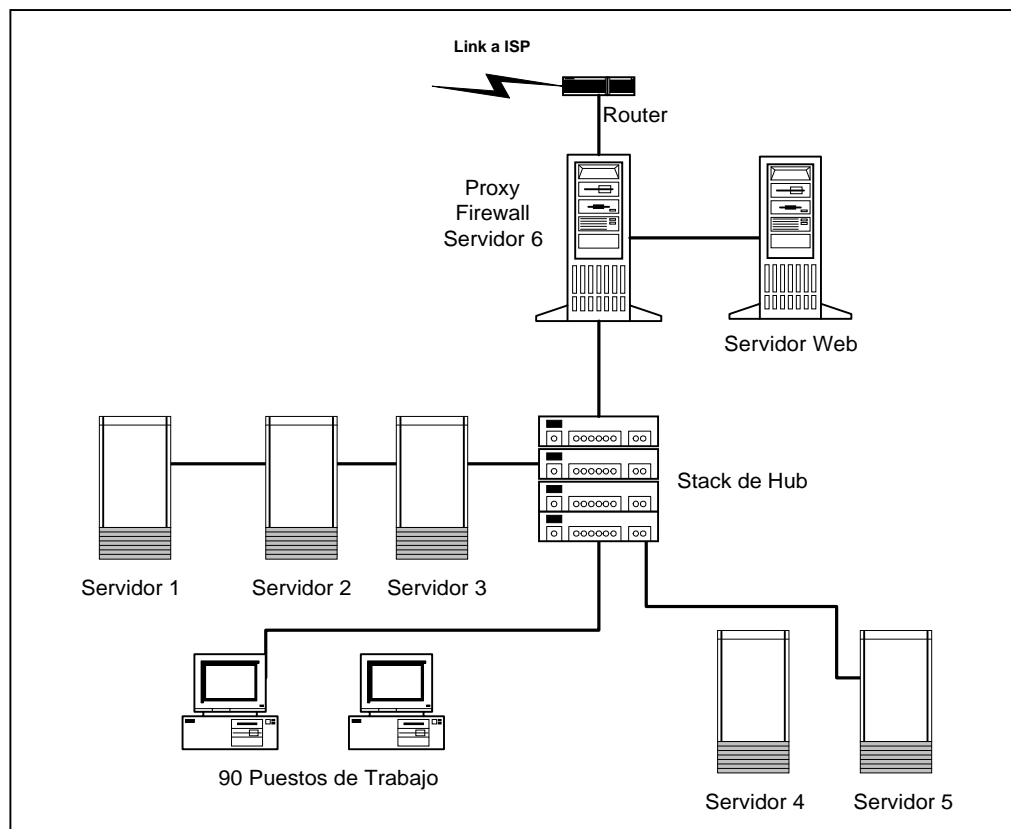 Link a ISP
Router
Proxy
Firewall
Servidor 6
Servidor Web
Stack de Hub
Servidor 1
Servidor 2
Servidor 3
90 Puestos de Trabajo
Servidor 4
Servidor 5